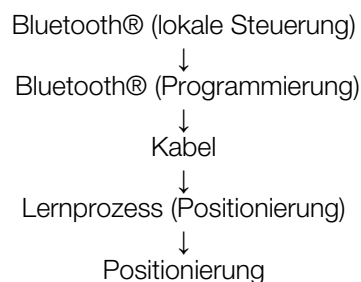 Bluetooth® (lokale Steuerung)
↓
Bluetooth® (Programmierung)
↓
Kabel
↓
Lernprozess (Positionierung)
↓
Positionierung